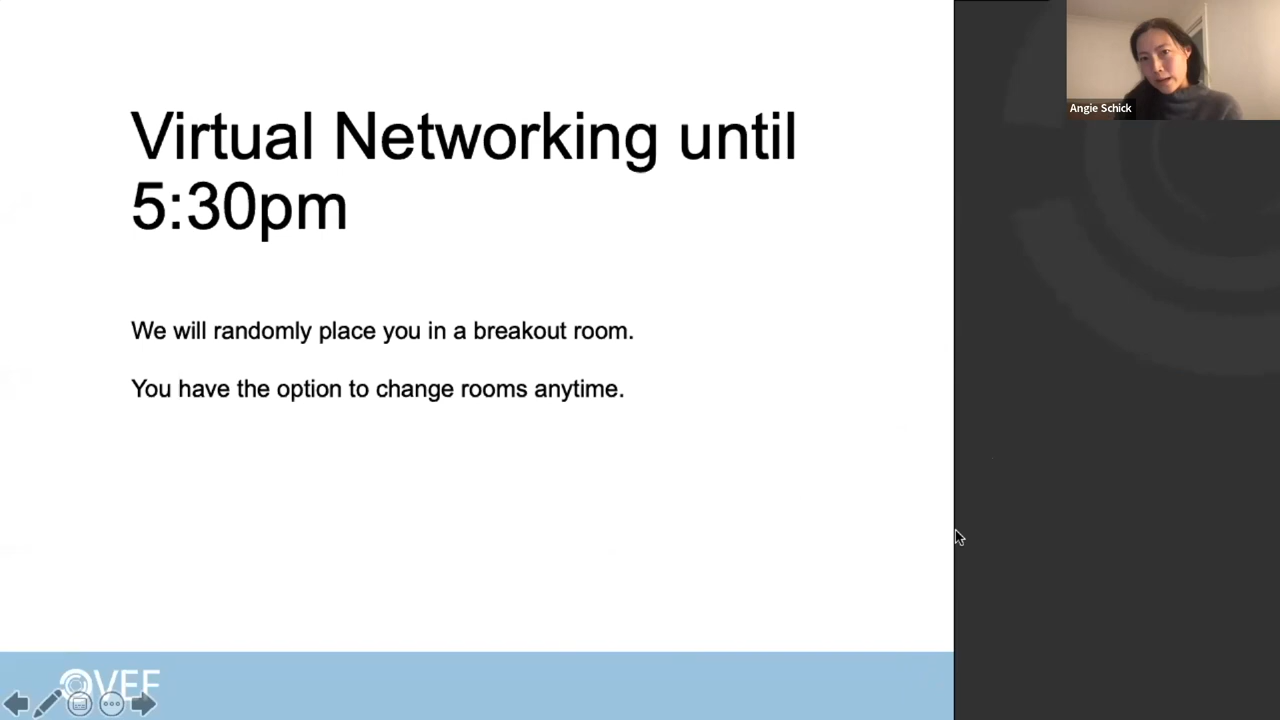 Angie Schick
Virtual Networking until
5:30pm
We will randomly place you in a breakout room.
You have the option to change rooms anytime.
VEF